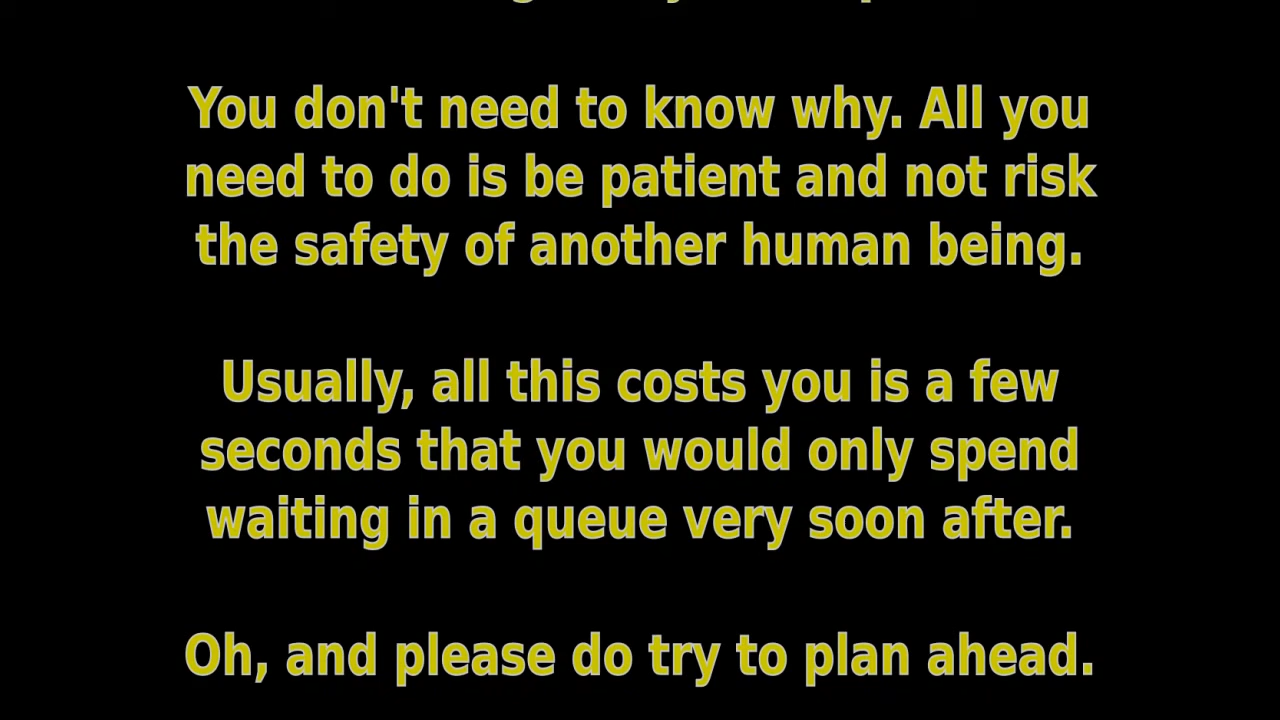 You don't need to know why. All you
need to do is be patient and not risk
the safety of another human being.
Usually, all this costs you is a few
seconds that you would only spend
waiting in a queue very soon after.
Oh, and please do try to plan ahead.